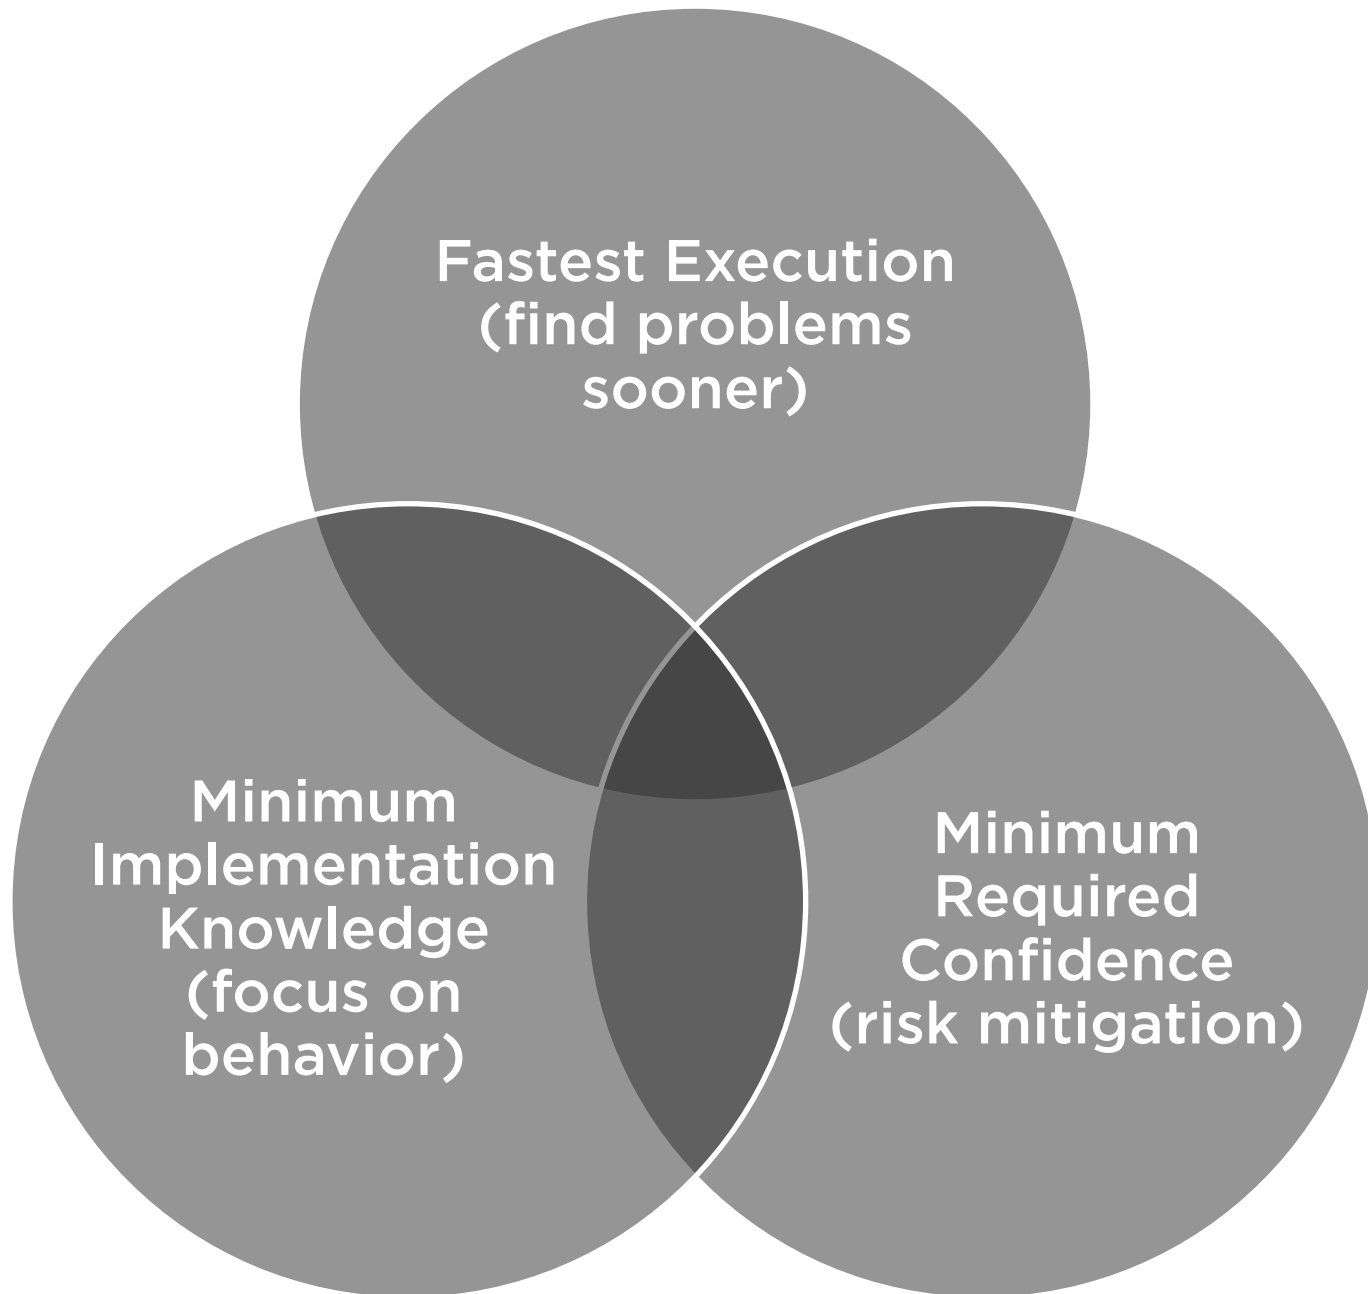 Fastest Execution
(find problems
sooner)
Minimum
Implementation
Knowledge
(focus on
behavior)
Minimum
Required
Confidence
(risk mitigation)